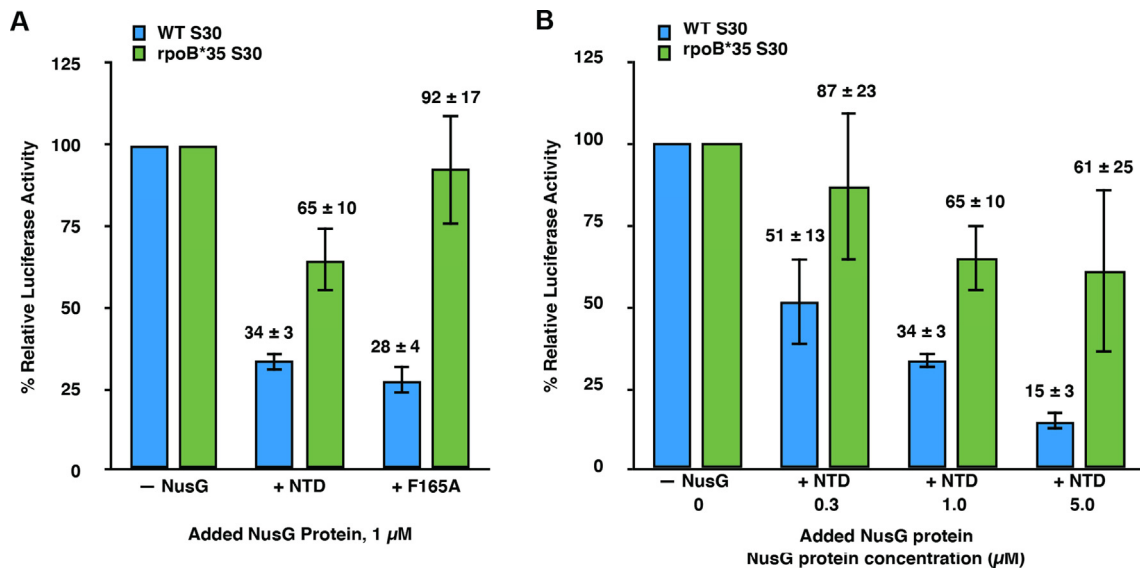 A
WT S30
rpoB*35 S30
% Relative Luciferase Activity
125
100
75
50
25
0
92 ± 17
65 ± 10
34 ± 3
28 ± 4
— NusG
+ NTD
+ F165A
Added NusG Protein, 1 µM
B
WT S30
rpoB*35 S30
% Relative Luciferase Activity
125
100
75
50
25
0
87 ± 23
51 ± 13
65 ± 10
34 ± 3
61 ± 25
15 ± 3
— NusG
+ NTD
+ NTD
+ NTD
0
0.3
1.0
5.0
Added NusG protein
NusG protein concentration (µM)